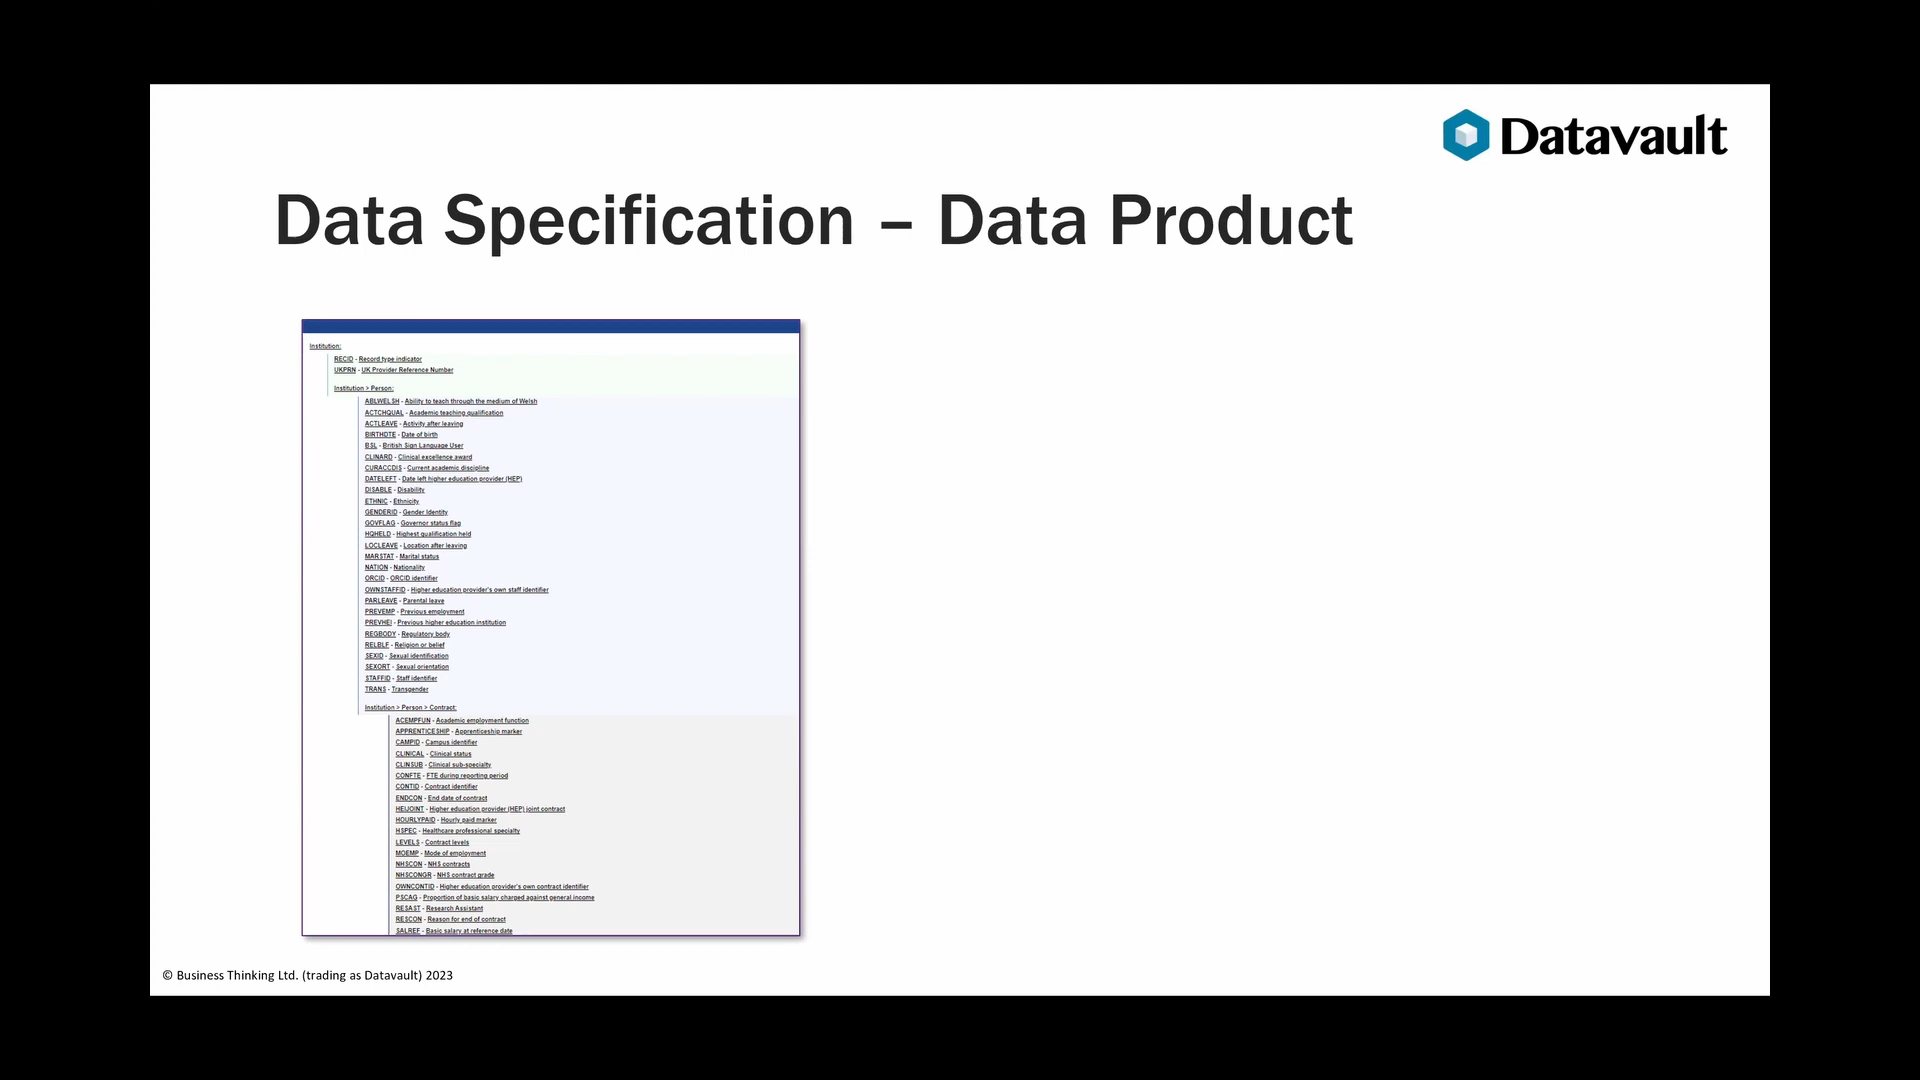 Datavault
Data Specification – Data Product
Institution:
RECID - Record type indicator
UKPRN - UK Provider Reference Number
Institution > Person:
ABLWELSH - Ability to teach through the medium of Welsh
ACTCHQUAL - Academic teaching qualification
ACTLEAVE - Activity after leaving
BIRTHDTE - Date of birth
BSL - British Sign Language User
CLINARD - Clinical excellence award
CURACCDIS - Current academic discipline
DATELEFT - Date left higher education provider (HEP)
DISABLE - Disability
ETHNIC - Ethnicity
GENDERID - Gender Identity
GOVFLAG - Governor status flag
HQHELD - Highest qualification held
LOCLEAVE - Location after leaving
MARSTAT - Marital status
NATION - Nationality
ORCID - ORCID identifier
OWNSTAFFID - Higher education provider's own staff identifier
PARLEAVE - Parental leave
PREVEMP - Previous employment
PREVHEI - Previous higher education institution
REGBODY - Regulatory body
RELBLF - Religion or belief
SEXID - Sexual identification
SEXORT - Sexual orientation
STAFFID - Staff identifier
TRANS - Transgender
Institution > Person > Contract:
ACEMPFUN - Academic employment function
APPRENTICESHIP - Apprenticeship marker
CAMPID - Campus identifier
CLINICAL - Clinical status
CLINSUB - Clinical sub-specialty
CONFTE - FTE during reporting period
CONTID - Contract identifier
ENDCON - End date of contract
HEIJOINT - Higher education provider (HEP) joint contract
HOURLYPAID - Hourly paid marker
HSPEC - Healthcare professional specialty
LEVELS - Contract levels
MOEMP - Mode of employment
NHSCON - NHS contracts
NHSCONGR - NHS contract grade
OWNCONTID - Higher education provider's own contract identifier
PSCAG - Proportion of basic salary charged against general income
RESAST - Research Assistant
RESCON - Reason for end of contract
SALREF - Basic salary at reference date
© Business Thinking Ltd. (trading as Datavault) 2023